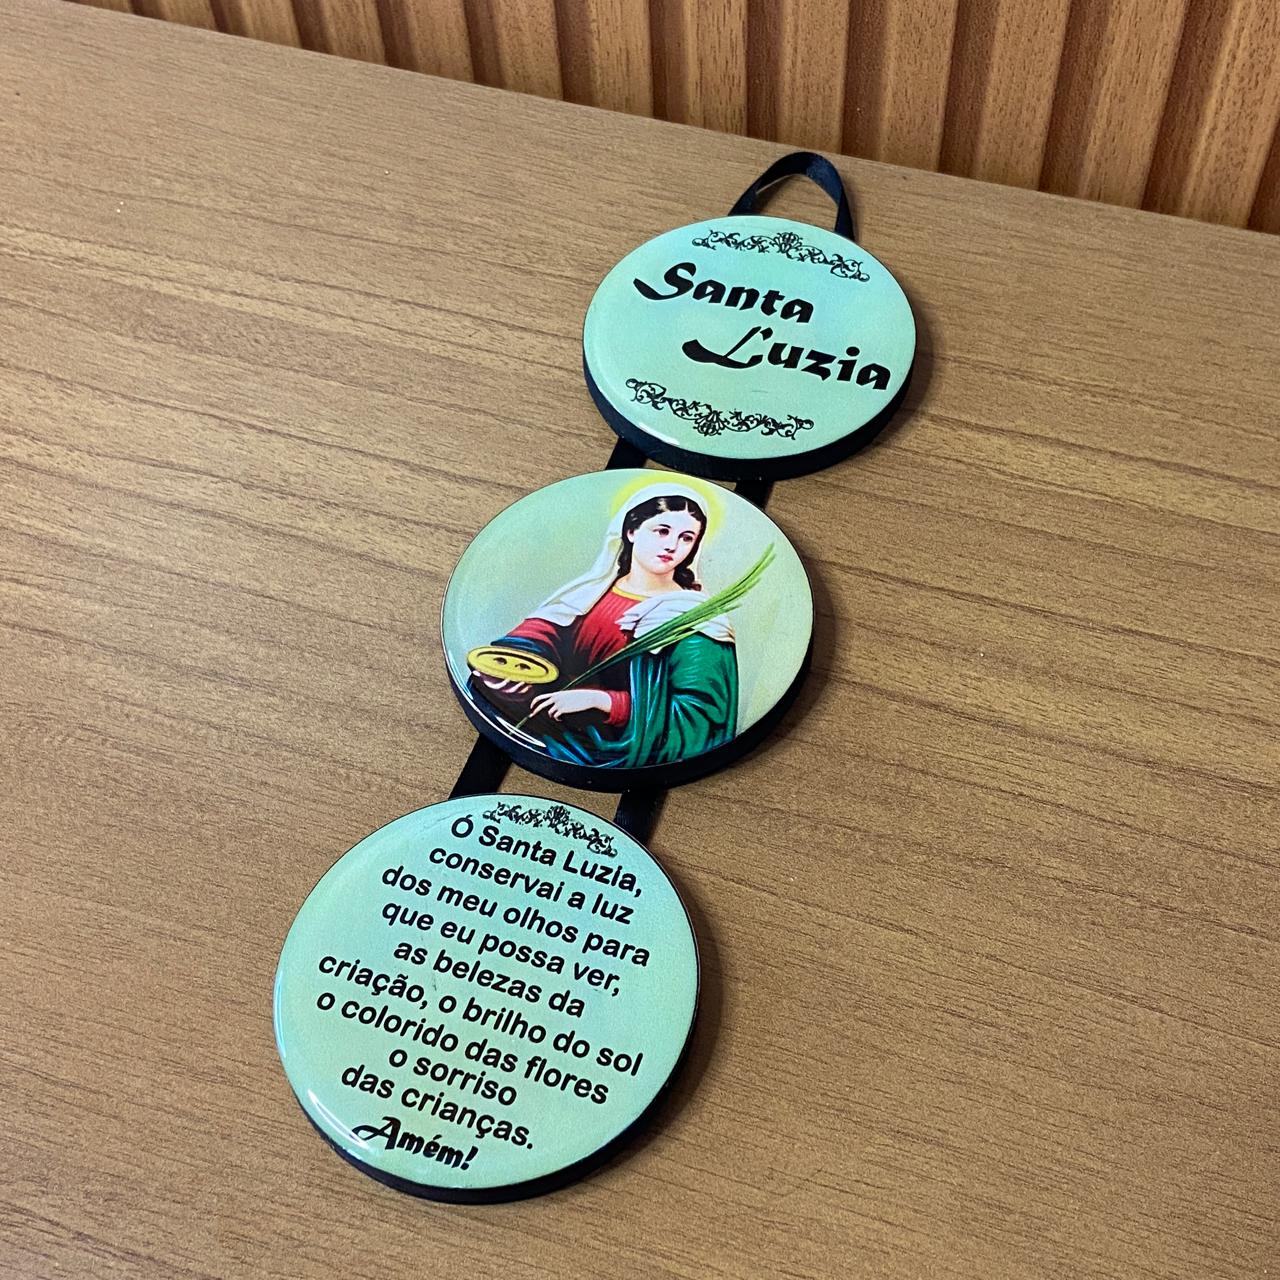 Santa
Luzia
Ó Santa Luzia,
conservai a luz
dos meu olhos para
que eu possa ver,
as belezas da
criação, o brilho do sol
o colorido das flores
o sorriso
das crianças.
Amém!